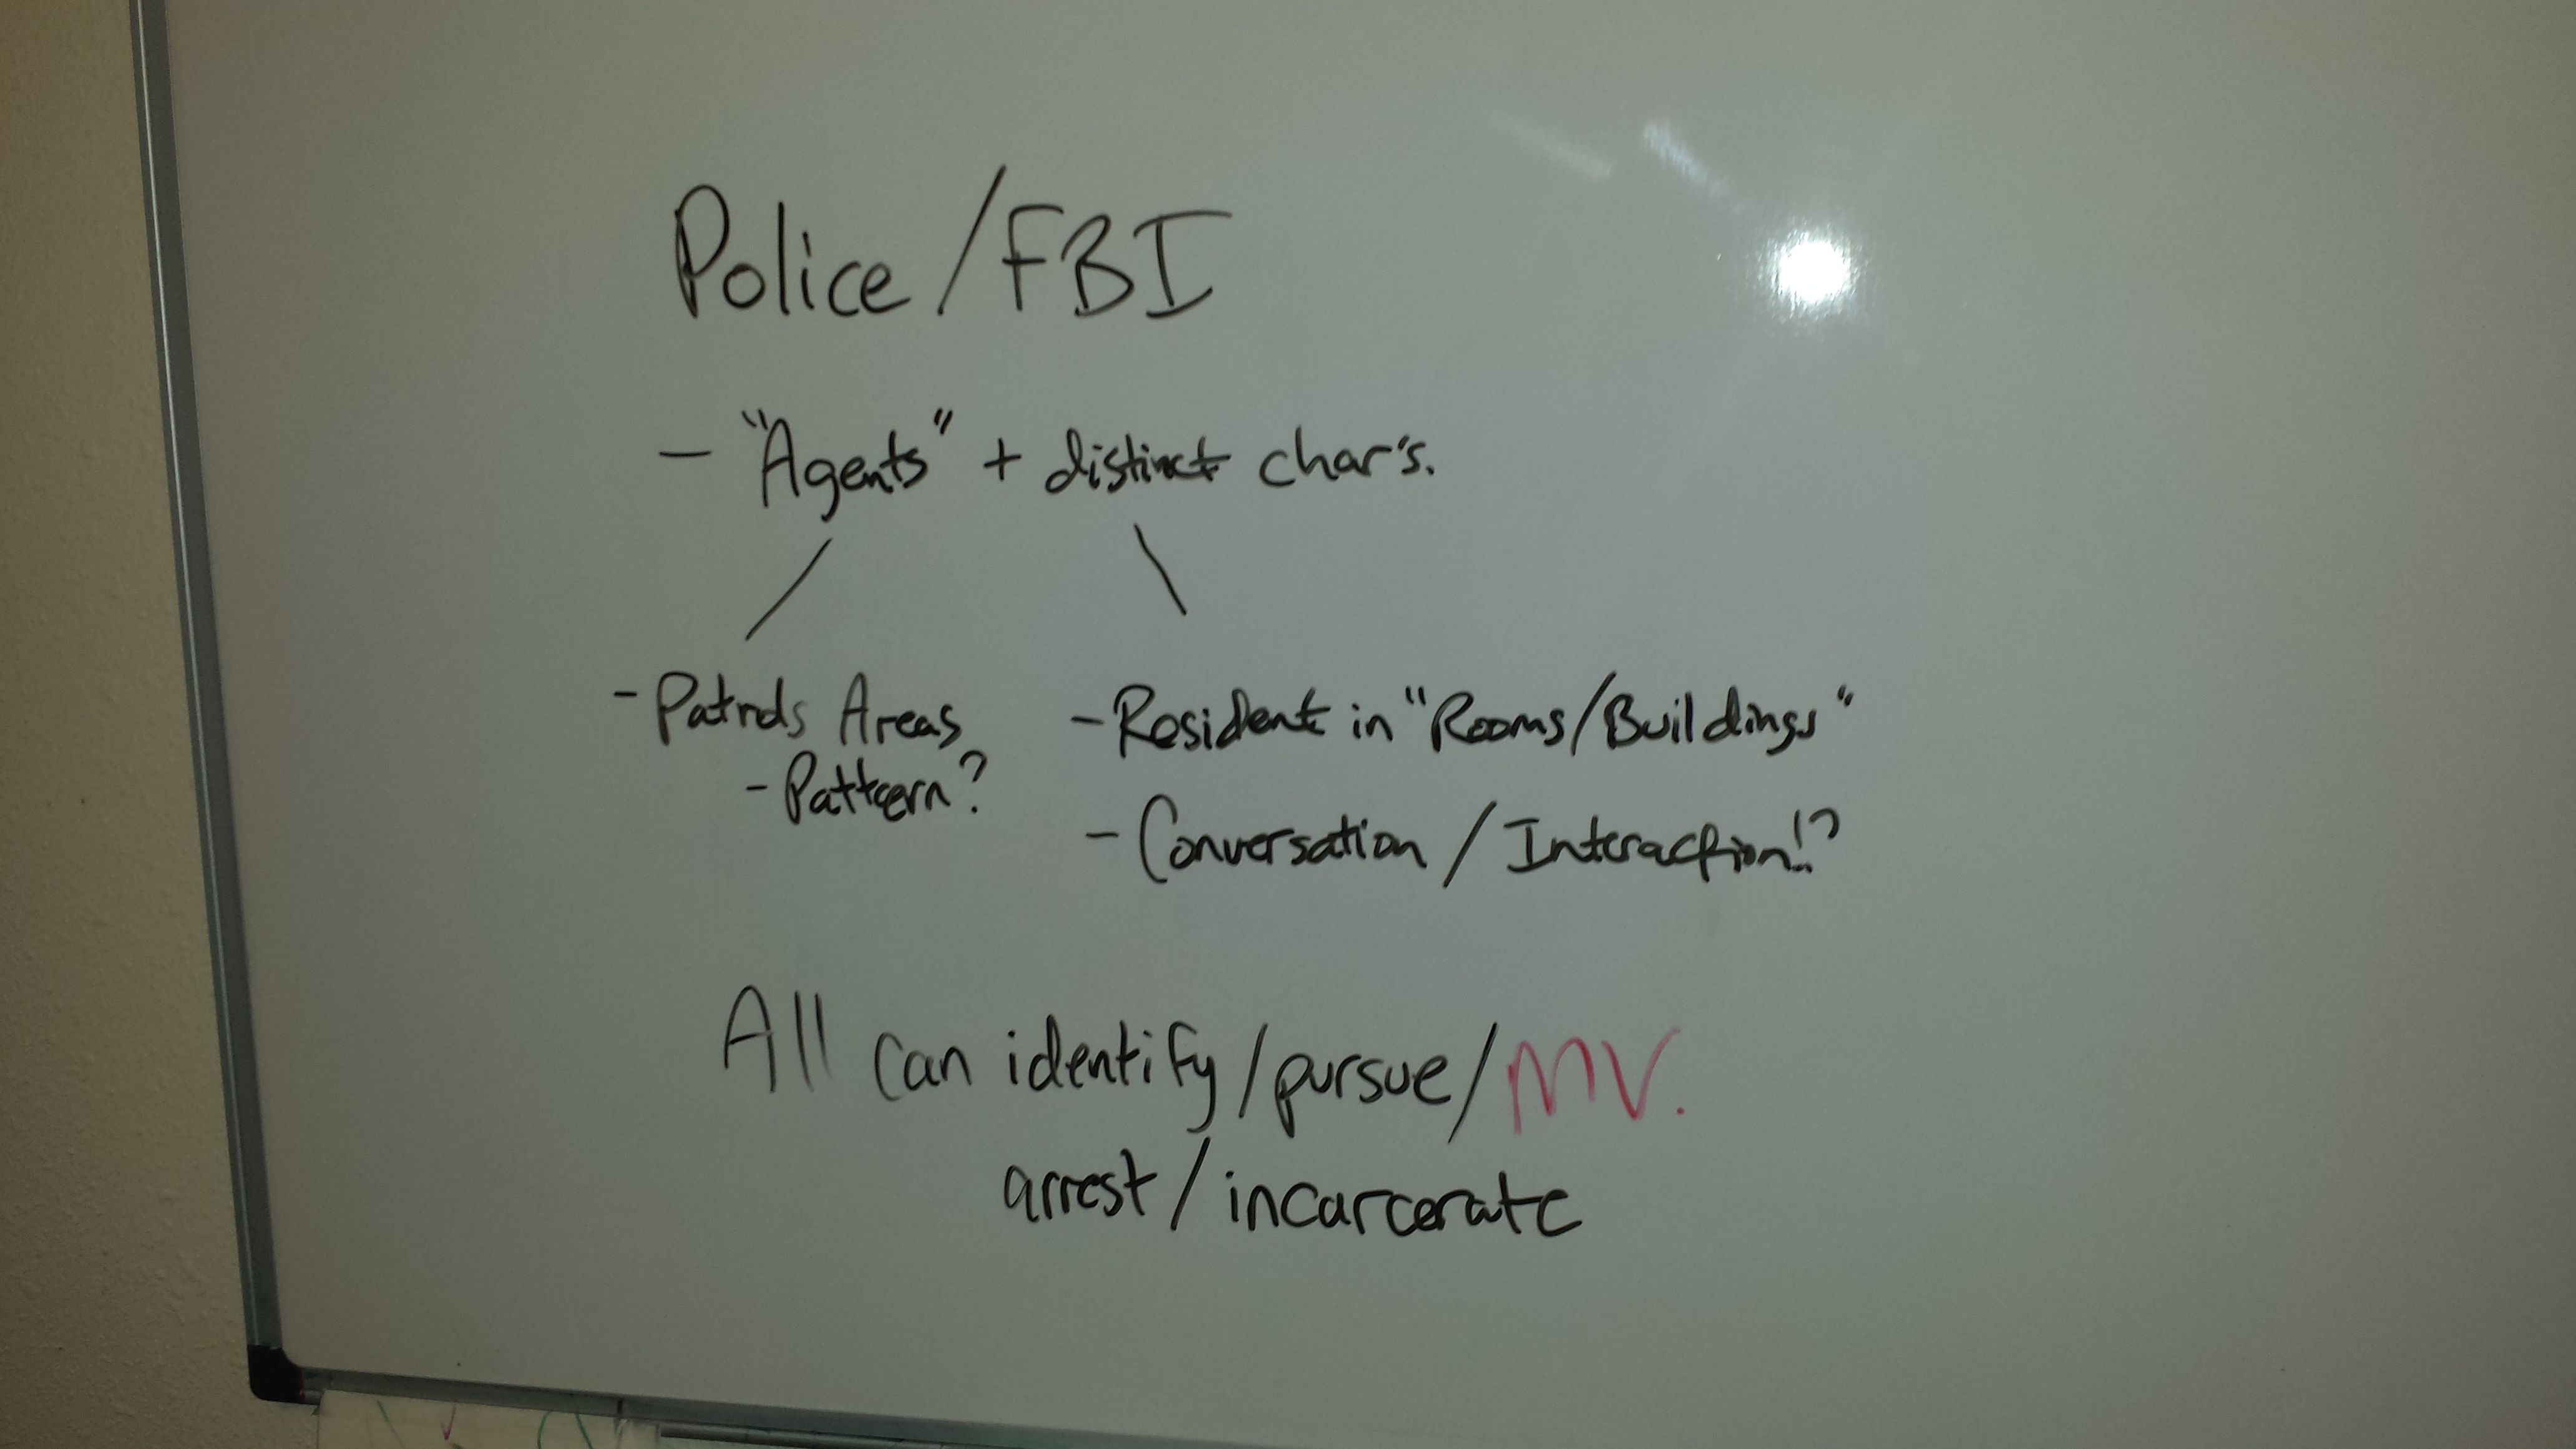 Police/FBI
- "Agents" + distinct char's.
- Patrols Areas
- Pattern?
- Resident in "Rooms/Buildings"
- Conversation / Interaction!?
All can identify/pursue/MV.
arrest/incarcerate